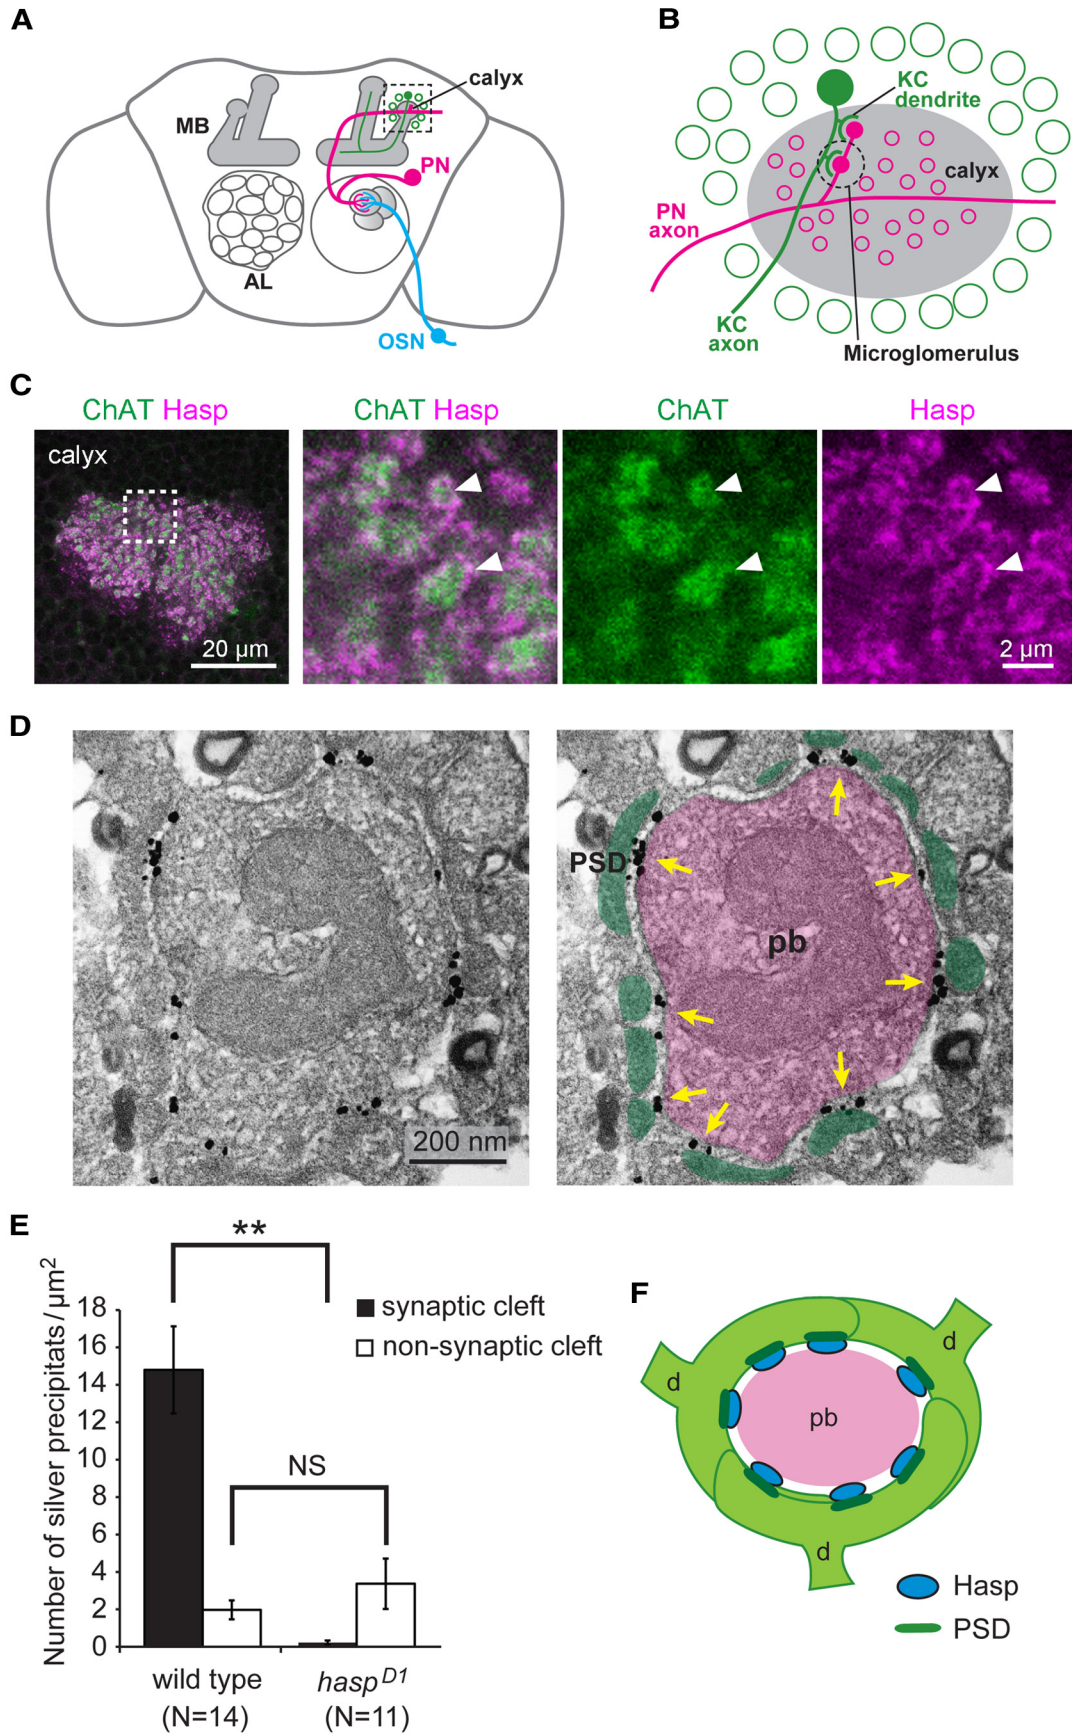 A
calyx
MB
PN
AL
OSN
B
KC
dendrite
calyx
PN
axon
KC
axon
Microglomerulus
C
ChAT Hasp
ChAT Hasp
ChAT
Hasp
calyx
20 µm
2 µm
D
200 nm
PSD
pb
E
**
Number of silver precipitats/µm²
18
16
14
12
10
8
6
4
2
0
synaptic cleft
non-synaptic cleft
NS
wild type
(N=14)
hasp^D1
(N=11)
F
d
d
pb
d
Hasp
PSD